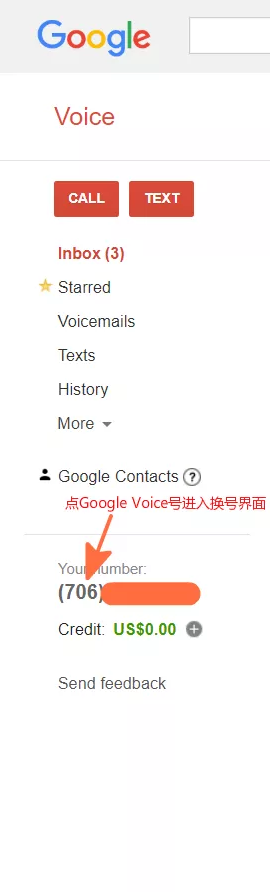 Google
Voice
CALL TEXT
Inbox (3)
Starred
Voicemails
Texts
History
More
Google Contacts ?
点Google Voice号进入换号界面
Your number:
(706)
Credit: US$0.00
Send feedback